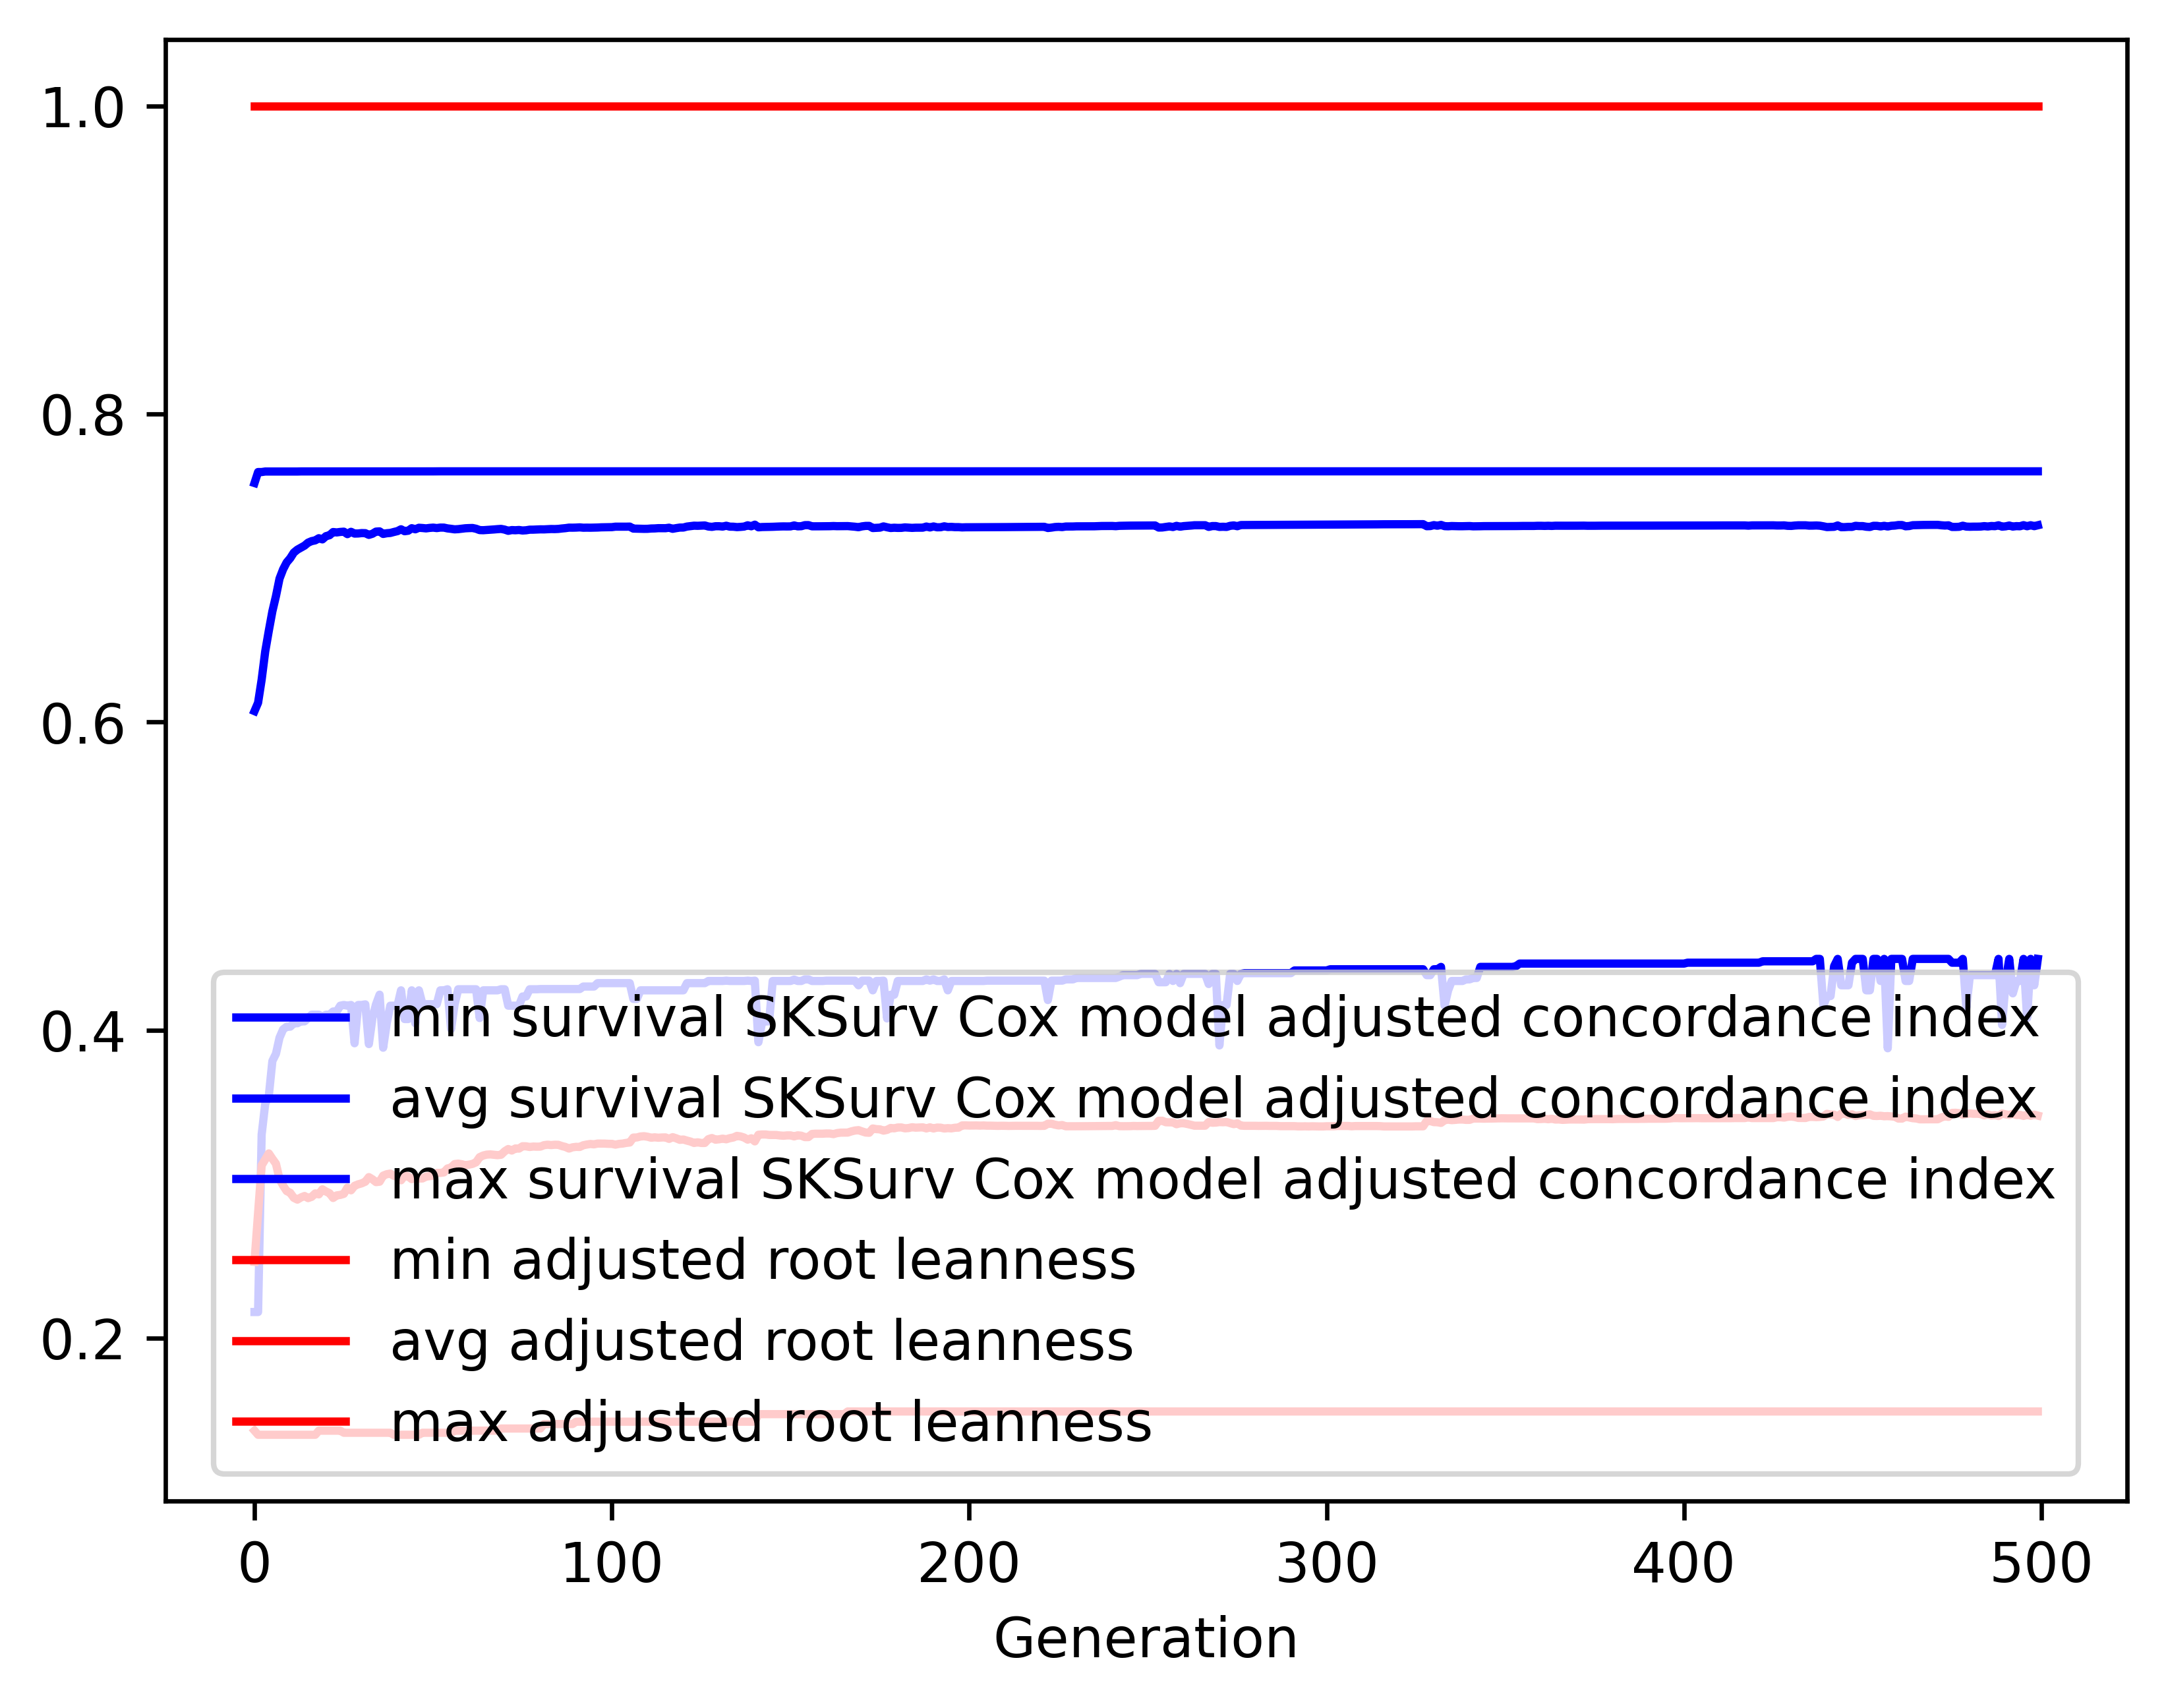 1.0
0.8
0.6
0.4
0.2
min survival SKSurv Cox model adjusted concordance index
avg survival SKSurv Cox model adjusted concordance index
max survival SKSurv Cox model adjusted concordance index
min adjusted root leanness
avg adjusted root leanness
max adjusted root leanness
0 100 200 300 400 500
Generation